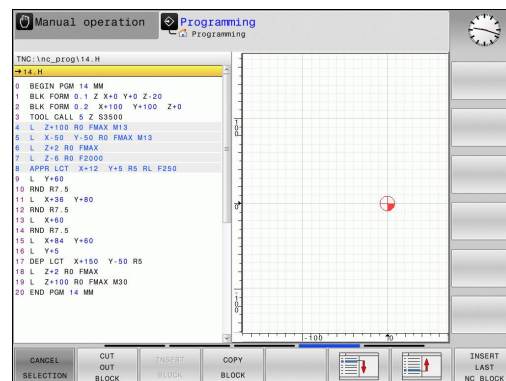 Manual operation
Programming
Programming
TNC:\nc_prog\14.H
→14.H
0 BEGIN PGM 14 MM
1 BLK FORM 0.1 Z X+0 Y+0 Z-20
2 BLK FORM 0.2 X+100 Y+100 Z+0
3 TOOL CALL 5 Z S3500
4 L Z+100 R0 FMAX M13
5 L X-50 Y-50 R0 FMAX M13
6 L Z+2 R0 FMAX
7 L Z-6 R0 F2000
8 APPR LCT X+12 Y+5 R5 RL F250
9 L Y+60
10 RND R7.5
11 L X+36 Y+80
12 RND R7.5
13 L X+60
14 RND R7.5
15 L X+84 Y+60
16 L Y+5
17 DEP LCT X+150 Y-50 R5
18 L Z+2 R0 FMAX
19 L Z+100 R0 FMAX M30
20 END PGM 14 MM
-100
CANCEL
SELECTION
CUT
OUT
BLOCK
INSERT
BLOCK
COPY
BLOCK
INSERT
LAST
NC BLOCK